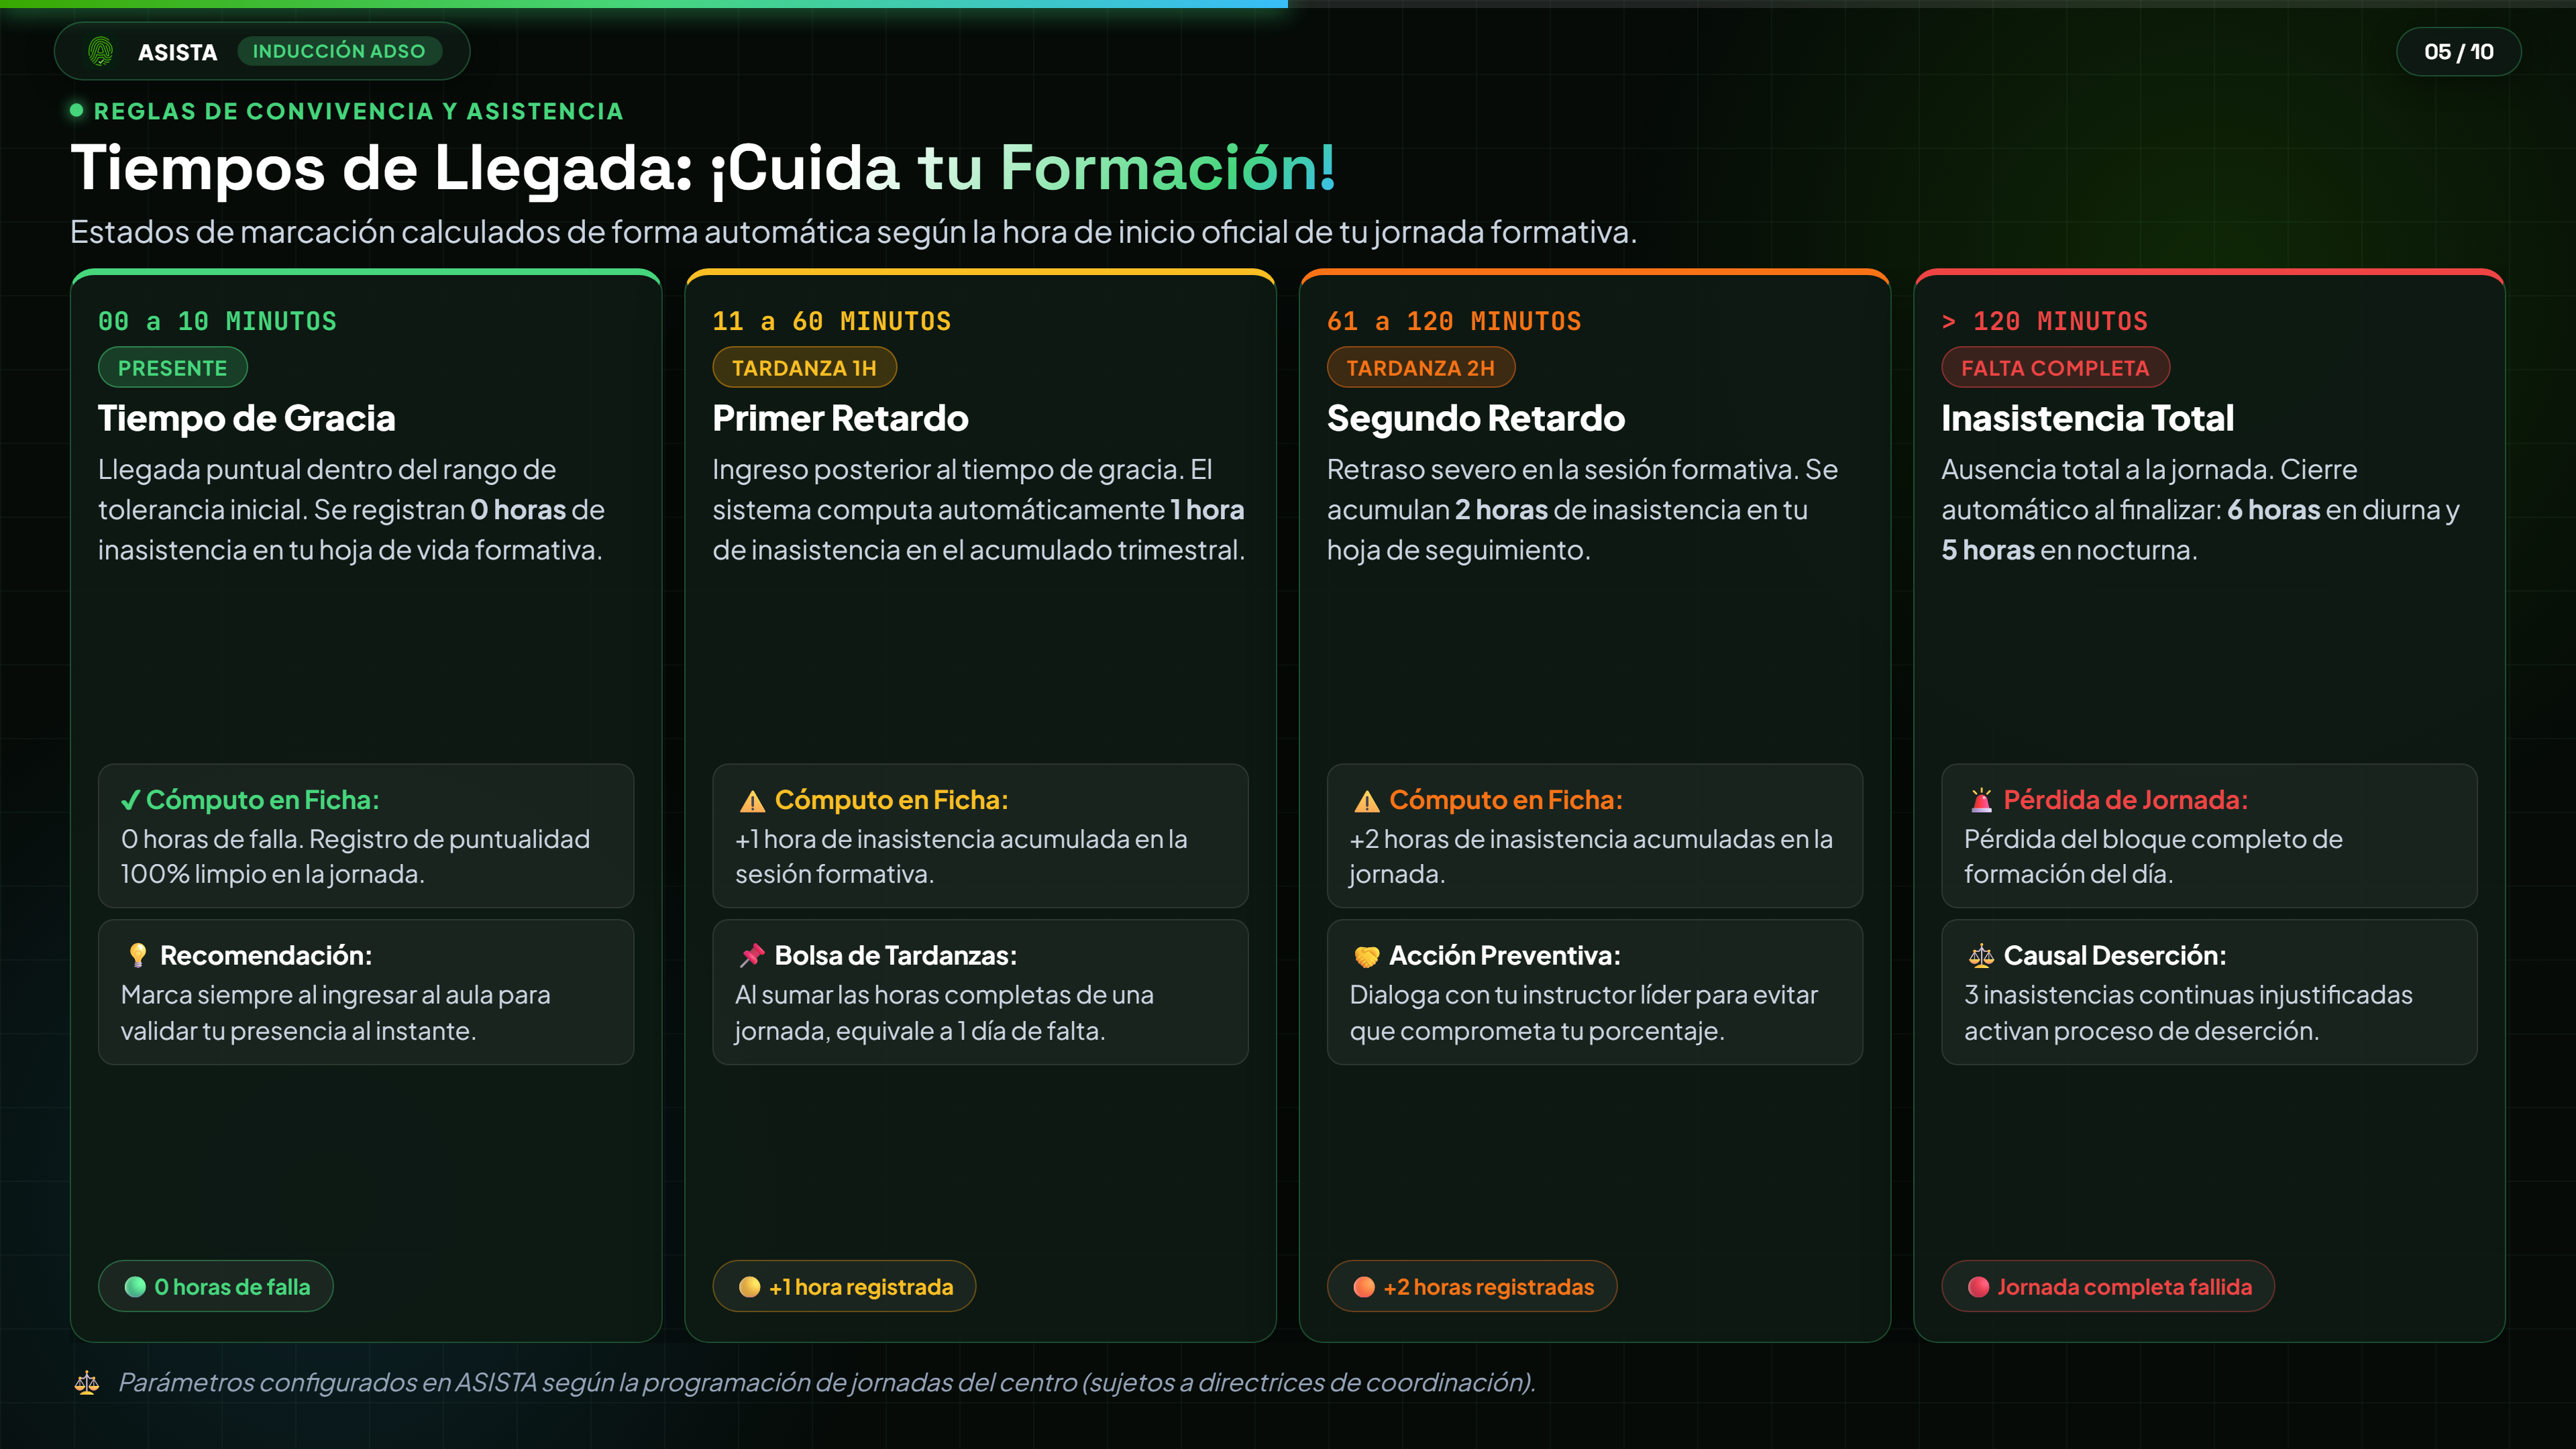 ASISTA INDUCCIÓN ADSO
05 / 10
REGLAS DE CONVIVENCIA Y ASISTENCIA
Tiempos de Llegada: ¡Cuida tu Formación!
Estados de marcación calculados de forma automática según la hora de inicio oficial de tu jornada formativa.
00 a 10 MINUTOS
PRESENTE
Tiempo de Gracia
Llegada puntual dentro del rango de
tolerancia inicial. Se registran 0 horas de
inasistencia en tu hoja de vida formativa.
✔ Cómputo en Ficha:
0 horas de falla. Registro de puntualidad
100% limpio en la jornada.
💡 Recomendación:
Marca siempre al ingresar al aula para
validar tu presencia al instante.
0 horas de falla
11 a 60 MINUTOS
TARDANZA 1H
Primer Retardo
Ingreso posterior al tiempo de gracia. El
sistema computa automáticamente 1 hora
de inasistencia en el acumulado trimestral.
⚠️ Cómputo en Ficha:
+1 hora de inasistencia acumulada en la
sesión formativa.
📌 Bolsa de Tardanzas:
Al sumar las horas completas de una
jornada, equivale a 1 día de falta.
+1 hora registrada
61 a 120 MINUTOS
TARDANZA 2H
Segundo Retardo
Retraso severo en la sesión formativa. Se
acumulan 2 horas de inasistencia en tu
hoja de seguimiento.
⚠️ Cómputo en Ficha:
+2 horas de inasistencia acumuladas en la
jornada.
🤝 Acción Preventiva:
Dialoga con tu instructor líder para evitar
que comprometa tu porcentaje.
+2 horas registradas
> 120 MINUTOS
FALTA COMPLETA
Inasistencia Total
Ausencia total a la jornada. Cierre
automático al finalizar: 6 horas en diurna y
5 horas en nocturna.
🚨 Pérdida de Jornada:
Pérdida del bloque completo de
formación del día.
⚖️ Causal Deserción:
3 inasistencias continuas injustificadas
activan proceso de deserción.
Jornada completa fallida
⚖️ Parámetros configurados en ASISTA según la programación de jornadas del centro (sujetos a directrices de coordinación).